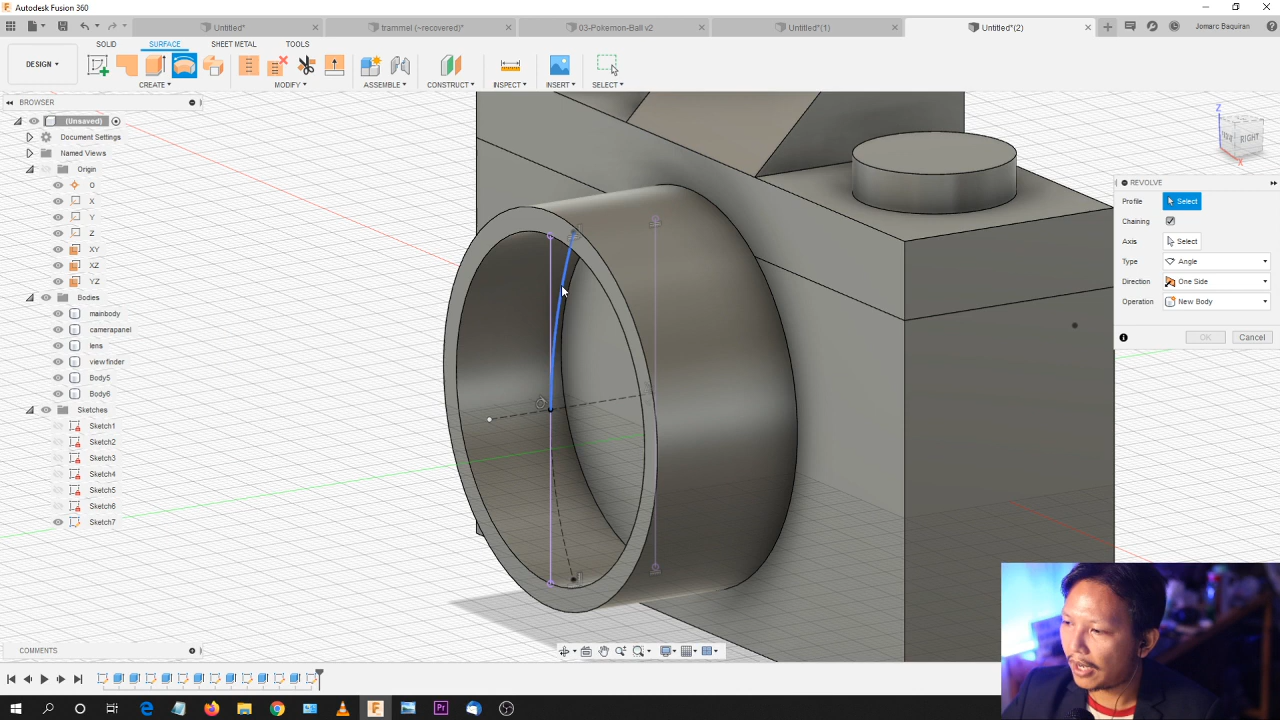 Autodesk Fusion 360
Untitled*
trammel (~recovered)*
03-Pokemon-Ball v2
Untitled*(1)
Untitled*(2)
Jomarc Baquiran
SOLID
SURFACE
SHEET METAL
TOOLS
DESIGN
CREATE
MODIFY
ASSEMBLE
CONSTRUCT
INSPECT
INSERT
SELECT
BROWSER
(Unsaved)
Document Settings
Named Views
Origin
O
X
Y
Z
XY
XZ
YZ
Bodies
mainbody
camerapanel
lens
viewfinder
Body5
Body6
Sketches
Sketch1
Sketch2
Sketch3
Sketch4
Sketch5
Sketch6
Sketch7
Z
RIGHT
X
REVOLVE
Profile Select
Chaining
Axis Select
Type Angle
Direction One Side
Operation New Body
OK Cancel
COMMENTS